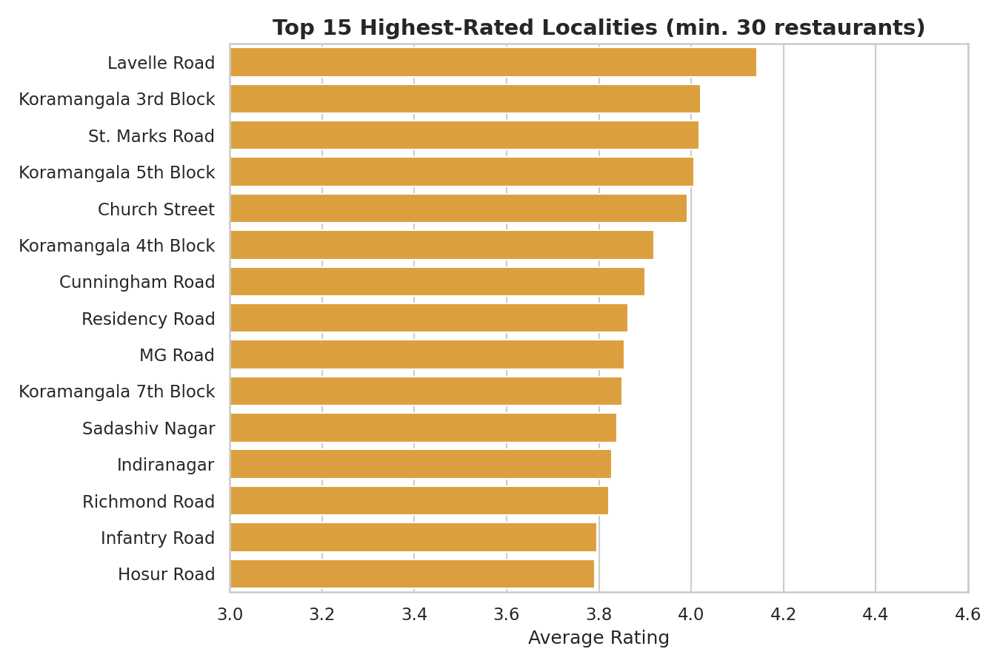 Top 15 Highest-Rated Localities (min. 30 restaurants)
Lavelle Road
Koramangala 3rd Block
St. Marks Road
Koramangala 5th Block
Church Street
Koramangala 4th Block
Cunningham Road
Residency Road
MG Road
Koramangala 7th Block
Sadashiv Nagar
Indiranagar
Richmond Road
Infantry Road
Hosur Road
3.0 3.2 3.4 3.6 3.8 4.0 4.2 4.4 4.6
Average Rating